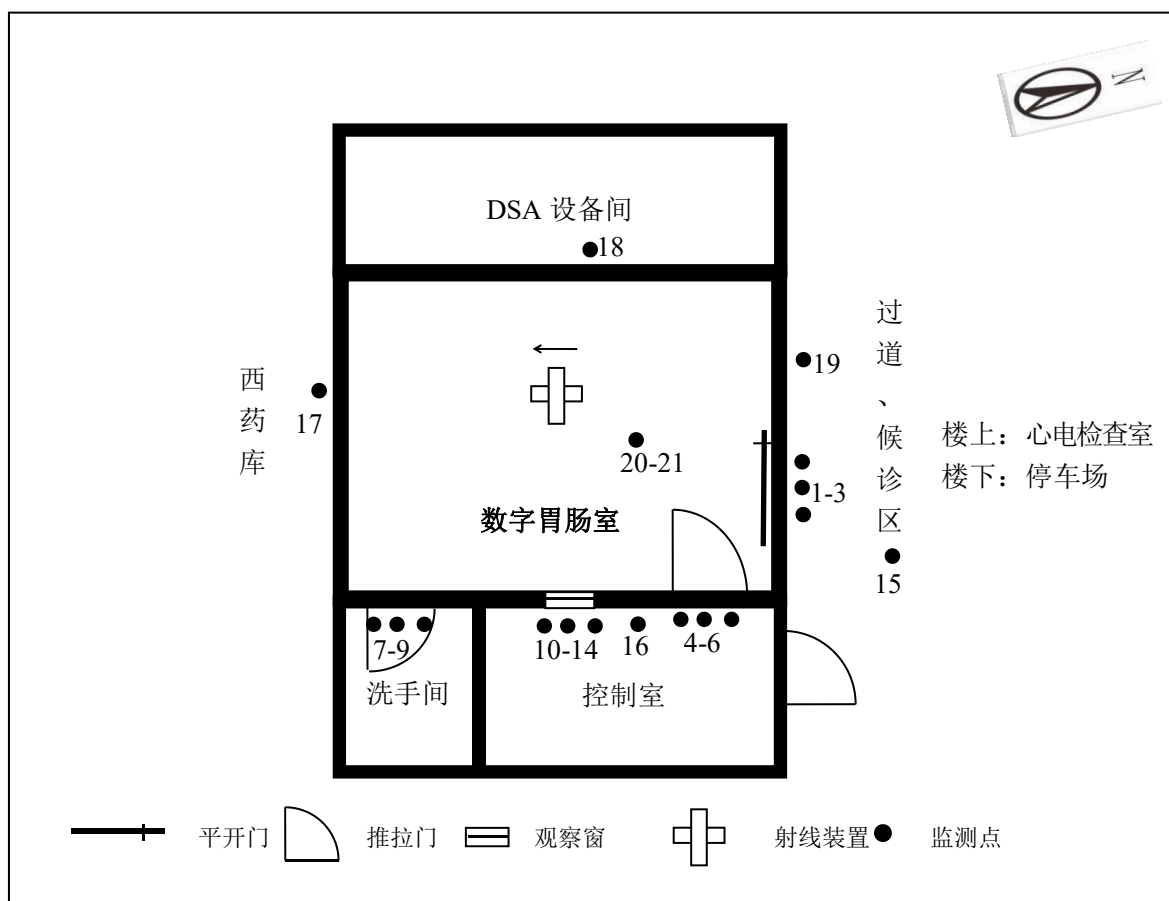 N
DSA 设备间
18
过道、候诊区
19
西药库
17
楼上：心电检查室
楼下：停车场
20-21
1-3
数字胃肠室
15
7-9
10-14
16
4-6
洗手间
控制室
平开门
推拉门
观察窗
射线装置
监测点